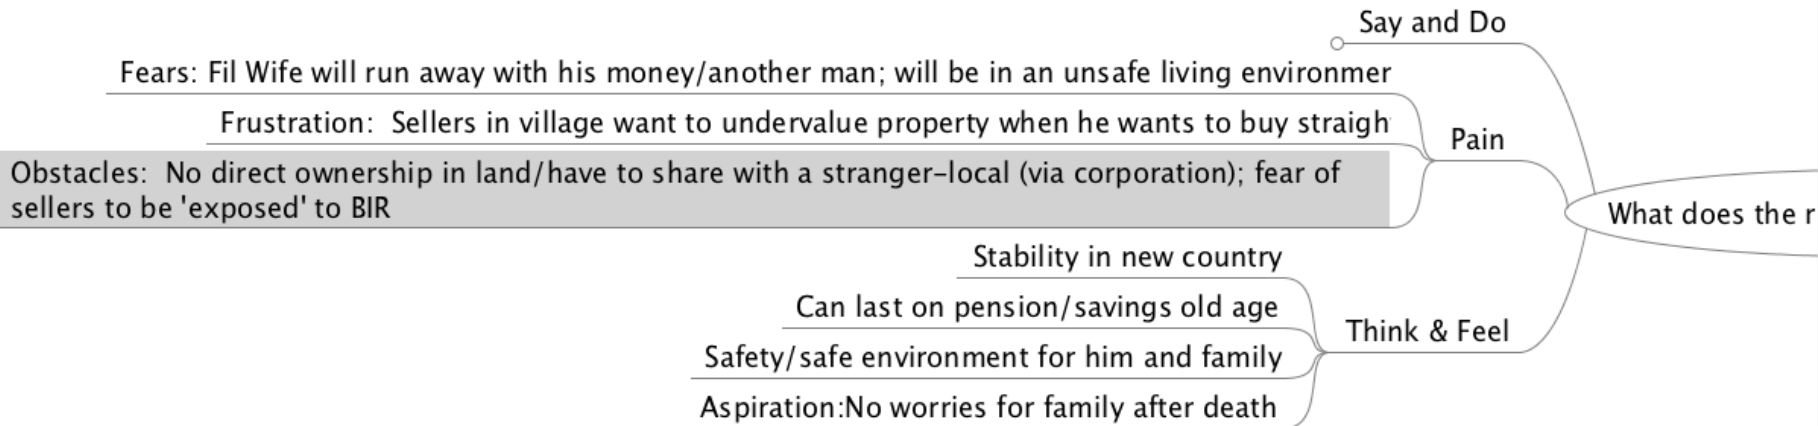 Say and Do
Fears: Fil Wife will run away with his money/another man; will be in an unsafe living environmer
Frustration:  Sellers in village want to undervalue property when he wants to buy straigh
Pain
Obstacles:  No direct ownership in land/have to share with a stranger-local (via corporation); fear of
sellers to be 'exposed' to BIR
What does the r
Stability in new country
Can last on pension/savings old age
Think & Feel
Safety/safe environment for him and family
Aspiration:No worries for family after death